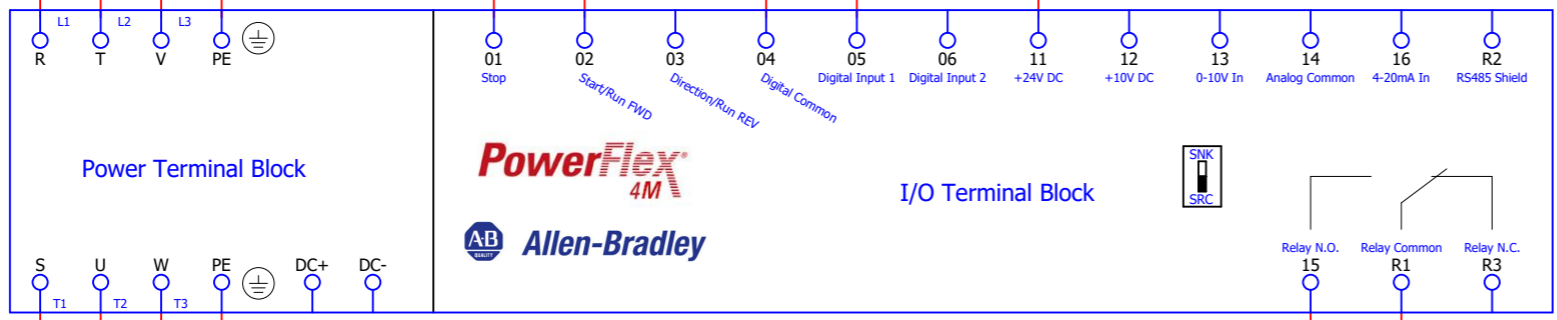 L1 L2 L3
R T V PE
01 02 03 04 05 06 11 12 13 14 16 R2
Stop
Start/Run FWD
Direction/Run REV
Digital Common
Digital Input 1
Digital Input 2
+24V DC
+10V DC
0-10V In
Analog Common
4-20mA In
RS485 Shield
Power Terminal Block
PowerFlex
4M
AB
QUALITY
Allen-Bradley
I/O Terminal Block
SNK
SRC
Relay N.O. Relay Common Relay N.C.
15 R1 R3
S U W PE DC+ DC-
T1 T2 T3